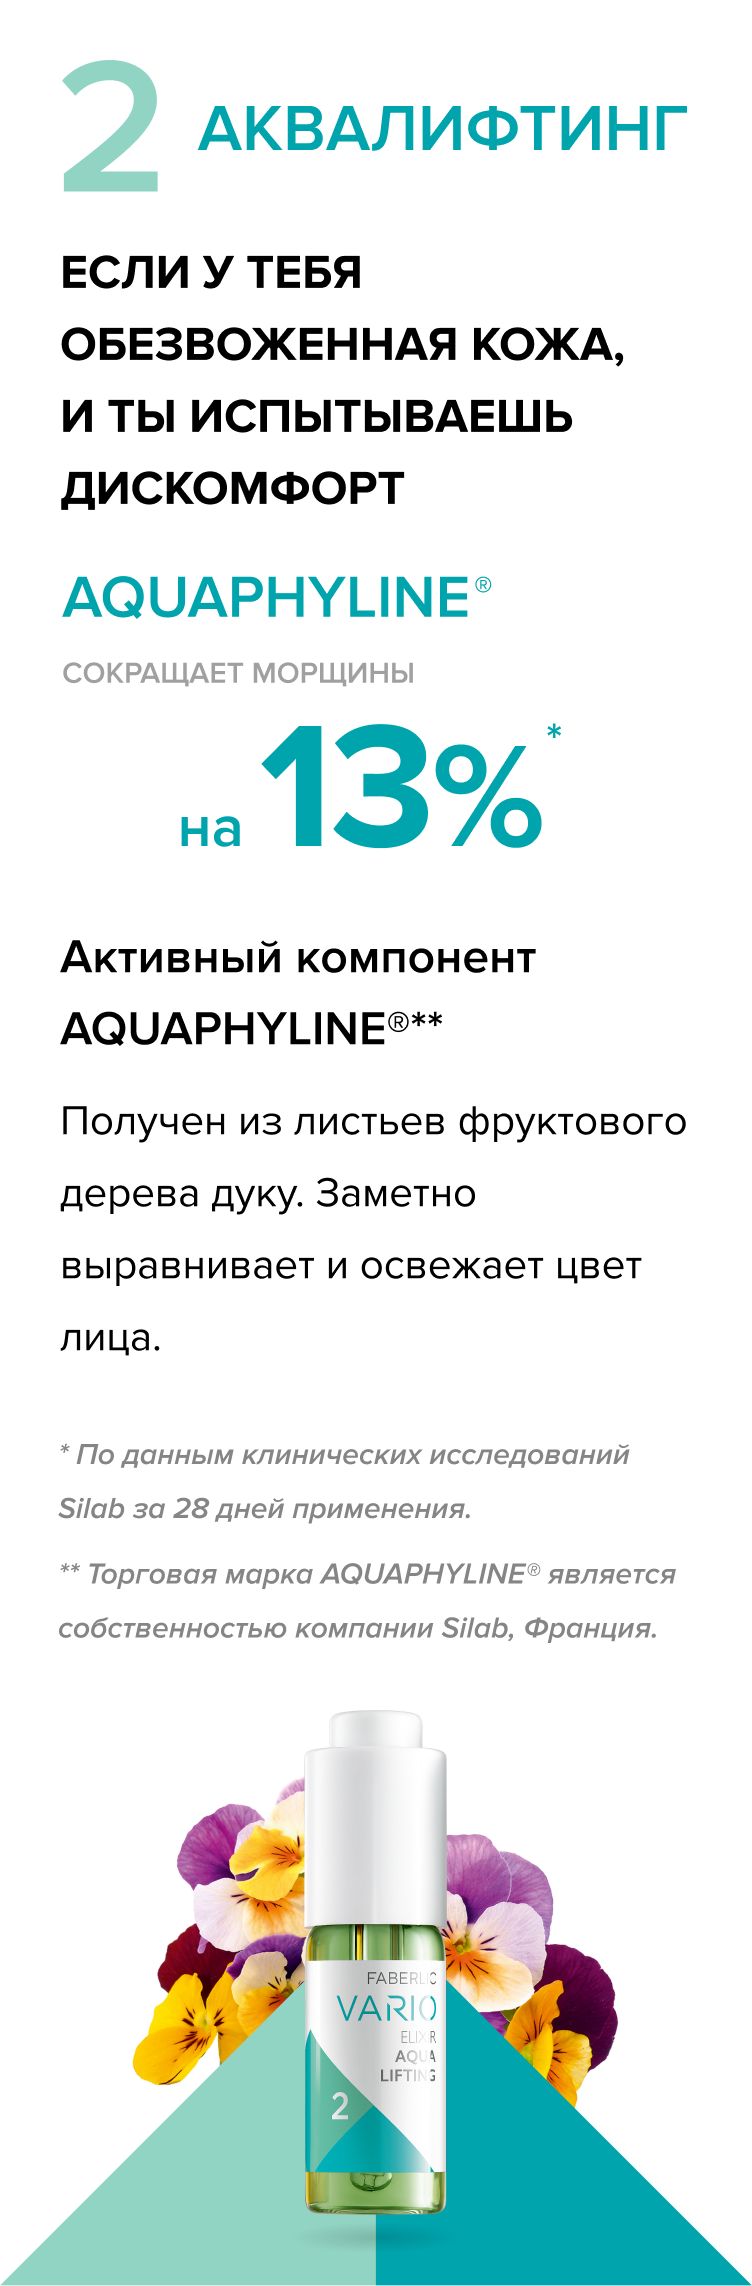 2 АКВАЛИФТИНГ
ЕСЛИ У ТЕБЯ
ОБЕЗВОЖЕННАЯ КОЖА,
И ТЫ ИСПЫТЫВАЕШЬ
ДИСКОМФОРТ
AQUAPHYLINE®
СОКРАЩАЕТ МОРЩИНЫ
на 13%*
Активный компонент
AQUAPHYLINE®**
Получен из листьев фруктового
дерева дуку. Заметно
выравнивает и освежает цвет
лица.
* По данным клинических исследований
Silab за 28 дней применения.
** Торговая марка AQUAPHYLINE® является
собственностью компании Silab, Франция.
FABERLIC
VARIO
ELIXIR
AQUA
LIFTING
2